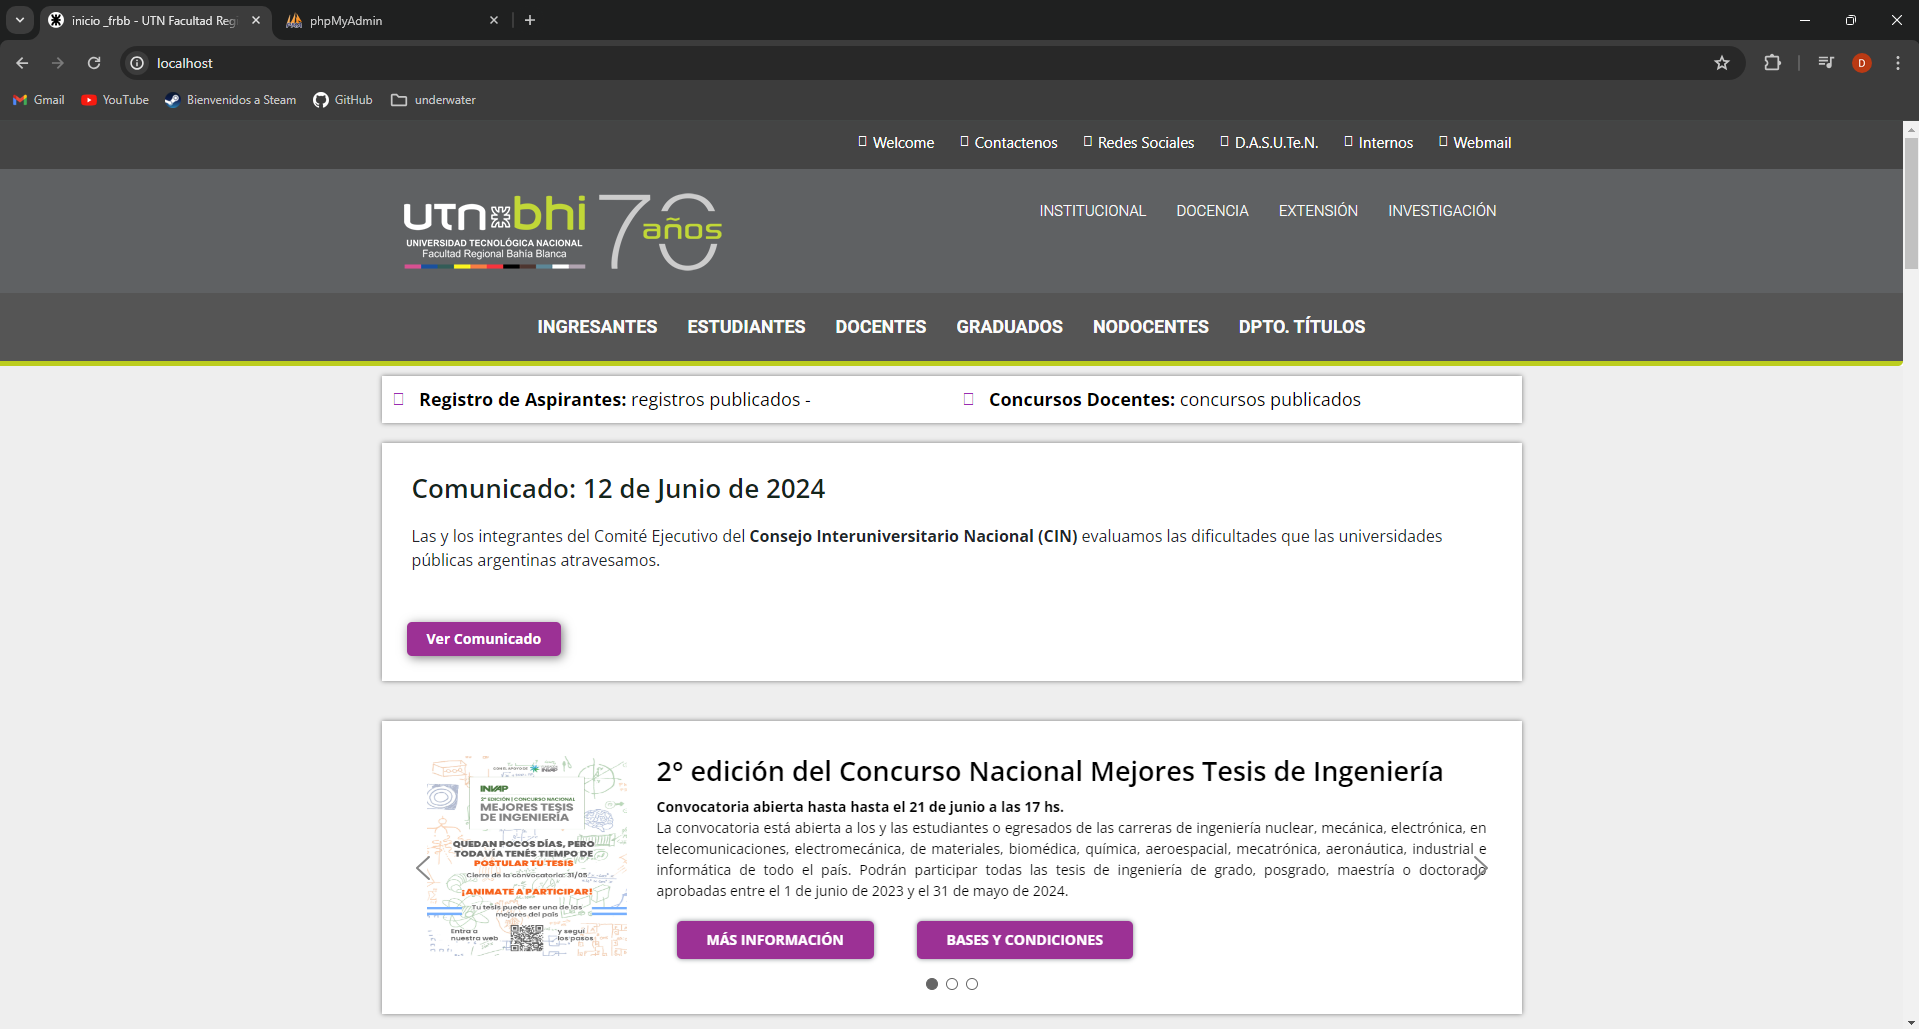 inicio _frbb - UTN Facultad Regi
phpMyAdmin
localhost
D
Gmail
YouTube
Bienvenidos a Steam
GitHub
underwater
Welcome
Contactenos
Redes Sociales
D.A.S.U.Te.N.
Internos
Webmail
utn bhi 70 años
UNIVERSIDAD TECNOLÓGICA NACIONAL
Facultad Regional Bahía Blanca
INSTITUCIONAL
DOCENCIA
EXTENSIÓN
INVESTIGACIÓN
INGRESANTES
ESTUDIANTES
DOCENTES
GRADUADOS
NODOCENTES
DPTO. TÍTULOS
Registro de Aspirantes: registros publicados -
Concursos Docentes: concursos publicados
Comunicado: 12 de Junio de 2024
Las y los integrantes del Comité Ejecutivo del Consejo Interuniversitario Nacional (CIN) evaluamos las dificultades que las universidades
públicas argentinas atravesamos.
Ver Comunicado
CON EL APOYO DE INVAP
INVAP
2° EDICIÓN | CONCURSO NACIONAL
MEJORES TESIS
DE INGENIERÍA
QUEDAN POCOS DÍAS, PERO
TODAVÍA TENÉS TIEMPO DE
POSTULAR TU TESIS
Cierre de la convocatoria: 31/05
¡ANIMATE A PARTICIPAR!
Tu tesis puede ser una de las
mejores del país
Entra a
nuestra web
y seguí
los pasos
2° edición del Concurso Nacional Mejores Tesis de Ingeniería
Convocatoria abierta hasta hasta el 21 de junio a las 17 hs.
La convocatoria está abierta a los y las estudiantes o egresados de las carreras de ingeniería nuclear, mecánica, electrónica, en
telecomunicaciones, electromecánica, de materiales, biomédica, química, aeroespacial, mecatrónica, aeronáutica, industrial e
informática de todo el país. Podrán participar todas las tesis de ingeniería de grado, posgrado, maestría o doctorado
aprobadas entre el 1 de junio de 2023 y el 31 de mayo de 2024.
MÁS INFORMACIÓN
BASES Y CONDICIONES